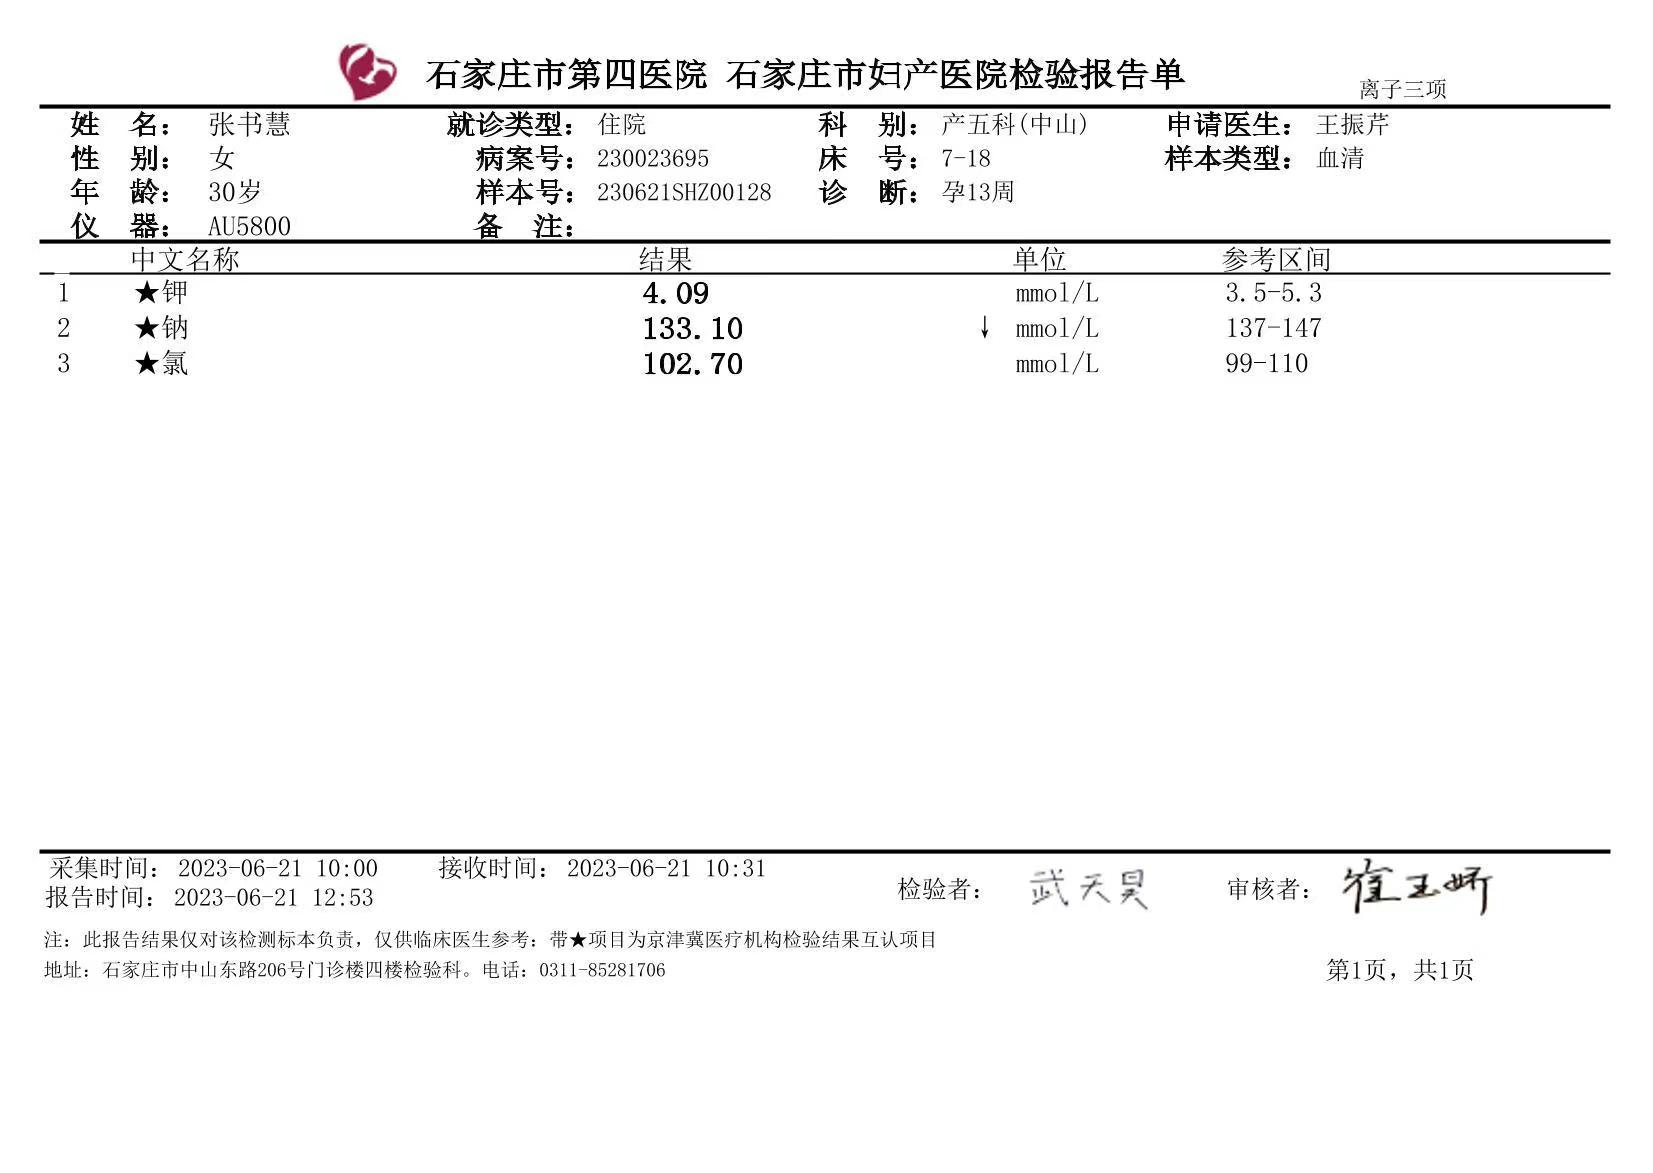 石家庄市第四医院 石家庄市妇产医院检验报告单 离子三项
姓 名： 张书慧 就诊类型： 住院 科 别： 产五科(中山) 申请医生： 王振芹
性 别： 女 病案号： 230023695 床 号： 7-18 样本类型： 血清
年 龄： 30岁 样本号： 230621SHZ00128 诊 断： 孕13周
仪 器： AU5800 备 注：
中文名称 结果 单位 参考区间
1 ★钾 4.09 mmol/L 3.5-5.3
2 ★钠 133.10 ↓ mmol/L 137-147
3 ★氯 102.70 mmol/L 99-110
采集时间： 2023-06-21 10:00 接收时间： 2023-06-21 10:31
报告时间： 2023-06-21 12:53 检验者： 武天昊 审核者： 崔玉娇
注：此报告结果仅对该检测标本负责，仅供临床医生参考：带★项目为京津冀医疗机构检验结果互认项目
地址：石家庄市中山东路206号门诊楼四楼检验科。电话：0311-85281706 第1页，共1页